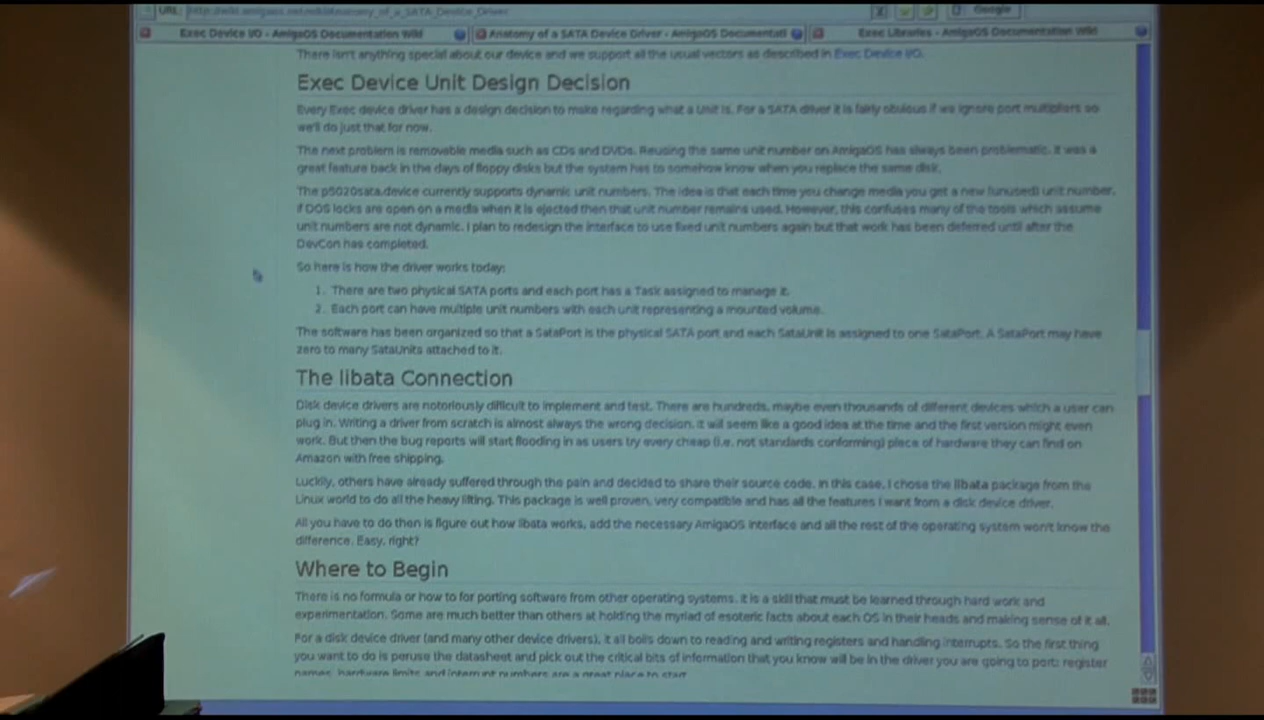 URL: http://wiki.amigaos.net/wiki/Anatomy_of_a_SATA_Device_Driver
Google
Exec Device I/O - AmigaOS Documentation Wiki
Anatomy of a SATA Device Driver - AmigaOS Documentati
Exec Libraries - AmigaOS Documentation Wiki
There isn't anything special about our device and we support all the usual vectors as described in Exec Device I/O.
Exec Device Unit Design Decision
Every Exec device driver has a design decision to make regarding what a Unit is. For a SATA driver it is fairly obvious if we ignore port multipliers so
we'll do just that for now.
The next problem is removable media such as CDs and DVDs. Reusing the same unit number on AmigaOS has always been problematic. It was a
great feature back in the days of floppy disks but the system has to somehow know when you replace the same disk.
The p5020sata.device currently supports dynamic unit numbers. The idea is that each time you change media you get a new (unused) unit number.
If DOS locks are open on a media when it is ejected then that unit number remains used. However, this confuses many of the tools which assume
unit numbers are not dynamic. I plan to redesign the interface to use fixed unit numbers again but that work has been deferred until after the
DevCon has completed.
So here is how the driver works today:
1. There are two physical SATA ports and each port has a Task assigned to manage it.
2. Each port can have multiple unit numbers with each unit representing a mounted volume.
The software has been organized so that a SataPort is the physical SATA port and each SataUnit is assigned to one SataPort. A SataPort may have
zero to many SataUnits attached to it.
The libata Connection
Disk device drivers are notoriously difficult to implement and test. There are hundreds, maybe even thousands of different devices which a user can
plug in. Writing a driver from scratch is almost always the wrong decision. It will seem like a good idea at the time and the first version might even
work. But then the bug reports will start flooding in as users try every cheap (i.e. not standards conforming) piece of hardware they can find on
Amazon with free shipping.
Luckily, others have already suffered through the pain and decided to share their source code. In this case, I chose the libata package from the
Linux world to do all the heavy lifting. This package is well proven, very compatible and has all the features I want from a disk device driver.
All you have to do then is figure out how libata works, add the necessary AmigaOS interface and all the rest of the operating system won't know the
difference. Easy, right?
Where to Begin
There is no formula or how to for porting software from other operating systems. It is a skill that must be learned through hard work and
experimentation. Some are much better than others at holding the myriad of esoteric facts about each OS in their heads and making sense of it all.
For a disk device driver (and many other device drivers), it all boils down to reading and writing registers and handling interrupts. So the first thing
you want to do is peruse the datasheet and pick out the critical bits of information that you know will be in the driver you are going to port: register
names, hardware limits and interrupt numbers are a great place to start.